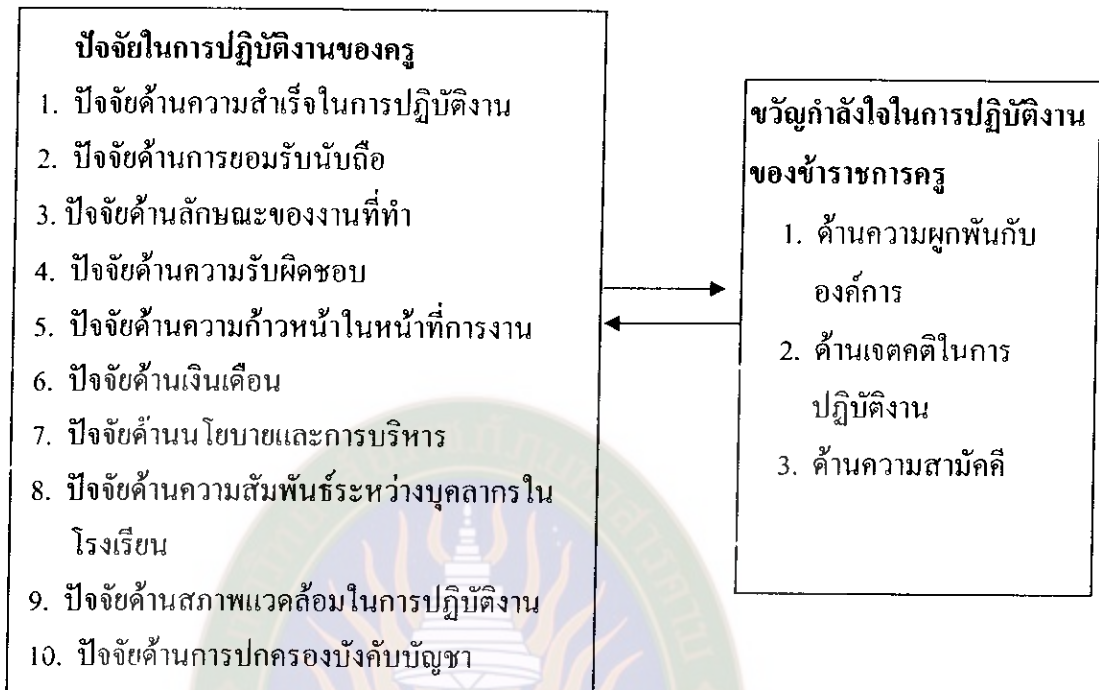 ปัจจัยในการปฏิบัติงานของครู
1. ปัจจัยด้านความสำเร็จในการปฏิบัติงาน
2. ปัจจัยด้านการยอมรับนับถือ
3. ปัจจัยด้านลักษณะของงานที่ทำ
4. ปัจจัยด้านความรับผิดชอบ
5. ปัจจัยด้านความก้าวหน้าในหน้าที่การงาน
6. ปัจจัยด้านเงินเดือน
7. ปัจจัยด้านนโยบายและการบริหาร
8. ปัจจัยด้านความสัมพันธ์ระหว่างบุคลากรใน
โรงเรียน
9. ปัจจัยด้านสภาพแวดล้อมในการปฏิบัติงาน
10. ปัจจัยด้านการปกครองบังคับบัญชา
ขวัญกำลังใจในการปฏิบัติงาน
ของข้าราชการครู
1. ด้านความผูกพันกับ
องค์การ
2. ด้านเจตคติในการ
ปฏิบัติงาน
3. ด้านความสามัคคี